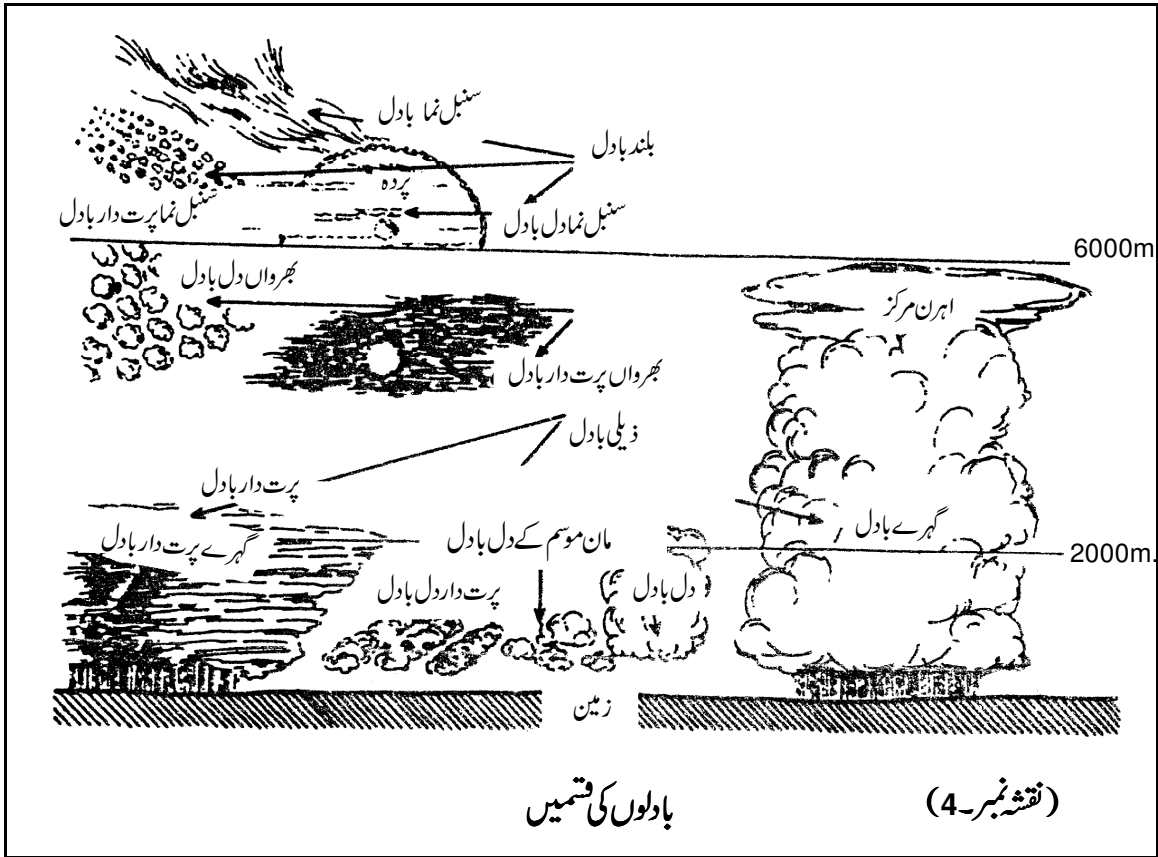 سنبل نما بادل
بلند بادل
پردہ
سنبل نما پرت دار بادل
سنبل نما دل بادل
6000m
بھرواں دل بادل
اہرن مرکز
بھرواں پرت دار بادل
ذیلی بادل
پرت دار بادل
گہرے بادل
گہرے پرت دار بادل
مان موسم کے دل بادل
2000m.
پرت دار دل بادل
دل بادل
زمین
(نقشہ نمبر۔4)
بادلوں کی قسمیں